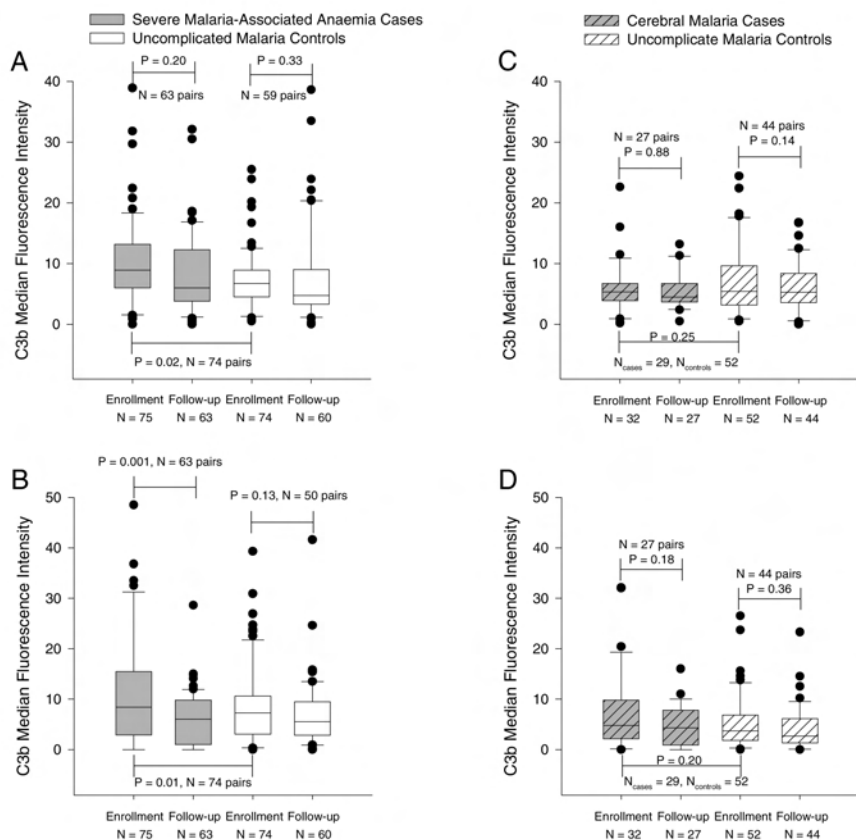 Severe Malaria-Associated Anaemia Cases
Uncomplicated Malaria Controls
A
P = 0.20
P = 0.33
N = 63 pairs
N = 59 pairs
C3b Median Fluorescence Intensity
40
30
20
10
0
P = 0.02, N = 74 pairs
Enrollment Follow-up Enrollment Follow-up
N = 75 N = 63 N = 74 N = 60
Cerebral Malaria Cases
Uncomplicate Malaria Controls
C
N = 27 pairs
P = 0.88
N = 44 pairs
P = 0.14
C3b Median Fluorescence Intensity
40
30
20
10
0
P = 0.25
Ncases = 29, Ncontrols = 52
Enrollment Follow-up Enrollment Follow-up
N = 32 N = 27 N = 52 N = 44
B
P = 0.001, N = 63 pairs
P = 0.13, N = 50 pairs
C3b Median Fluorescence Intensity
50
40
30
20
10
0
P = 0.01, N = 74 pairs
Enrollment Follow-up Enrollment Follow-up
N = 75 N = 63 N = 74 N = 60
D
N = 27 pairs
P = 0.18
N = 44 pairs
P = 0.36
C3b Median Fluorescence Intensity
50
40
30
20
10
0
P = 0.20
Ncases = 29, Ncontrols = 52
Enrollment Follow-up Enrollment Follow-up
N = 32 N = 27 N = 52 N = 44